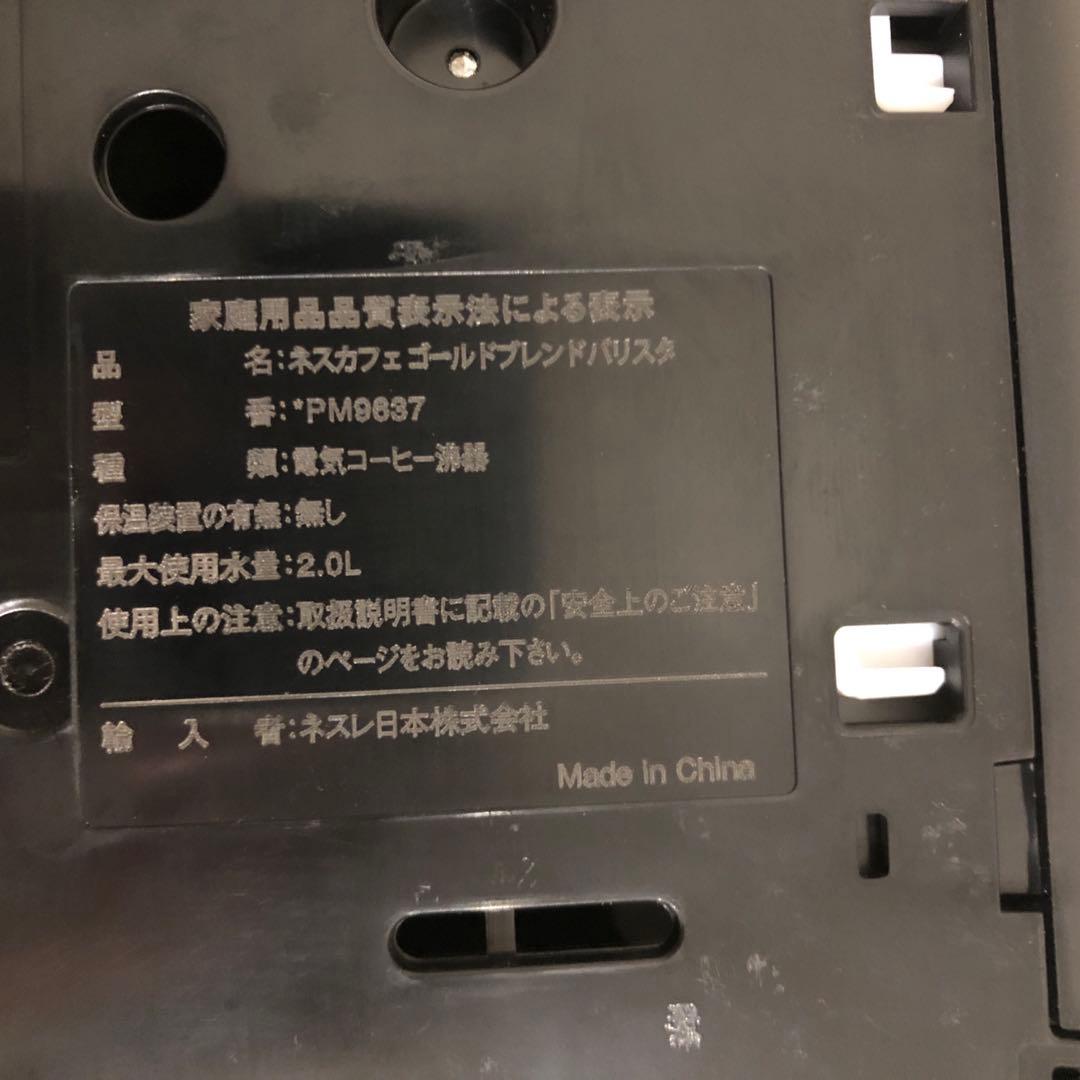 家庭用品品質表示法による表示
品　　　名:ネスカフェ ゴールドブレンドバリスタ
型　　　番:*PM9637
種　　　類:電気コーヒー沸器
保温装置の有無:無し
最大使用水量:2.0L
使用上の注意:取扱説明書に記載の「安全上のご注意」
のページをお読み下さい。
輸　入　者:ネスレ日本株式会社
Made in China